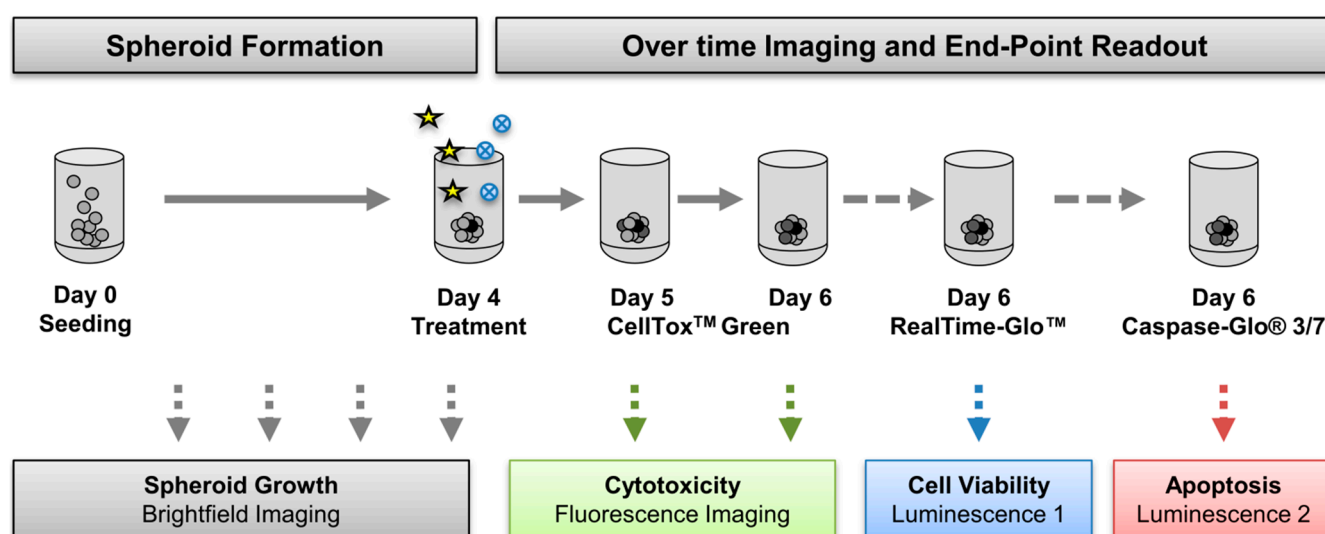 Spheroid Formation
Over time Imaging and End-Point Readout
Day 0
Seeding
Day 4
Treatment
Day 5
Day 6
CellTox™ Green
Day 6
RealTime-Glo™
Day 6
Caspase-Glo® 3/7
Spheroid Growth
Brightfield Imaging
Cytotoxicity
Fluorescence Imaging
Cell Viability
Luminescence 1
Apoptosis
Luminescence 2